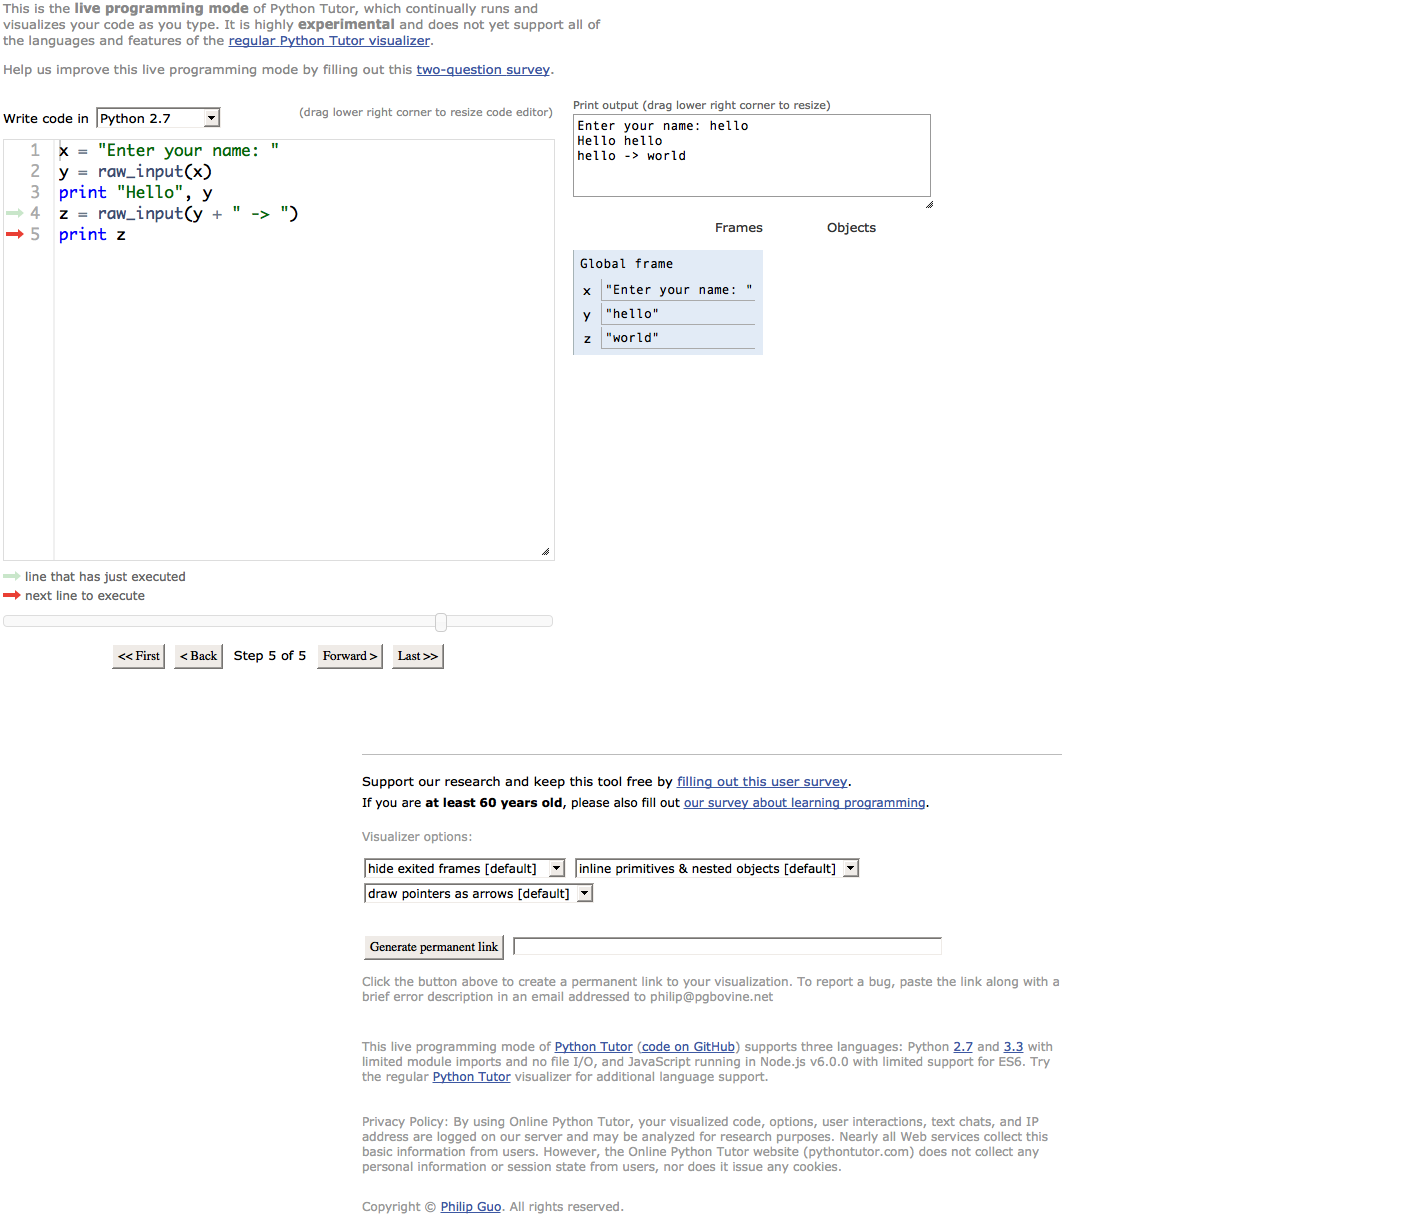 This is the live programming mode of Python Tutor, which continually runs and
visualizes your code as you type. It is highly experimental and does not yet support all of
the languages and features of the regular Python Tutor visualizer.
Help us improve this live programming mode by filling out this two-question survey.
Write code in Python 2.7
(drag lower right corner to resize code editor)
1 x = "Enter your name: "
2 y = raw_input(x)
3 print "Hello", y
4 z = raw_input(y + " -> ")
5 print z
line that has just executed
next line to execute
<< First < Back Step 5 of 5 Forward > Last >>
Print output (drag lower right corner to resize)
Enter your name: hello
Hello hello
hello -> world
Frames Objects
Global frame
x "Enter your name: "
y "hello"
z "world"
Support our research and keep this tool free by filling out this user survey.
If you are at least 60 years old, please also fill out our survey about learning programming.
Visualizer options:
hide exited frames [default] inline primitives & nested objects [default]
draw pointers as arrows [default]
Generate permanent link
Click the button above to create a permanent link to your visualization. To report a bug, paste the link along with a
brief error description in an email addressed to philip@pgbovine.net
This live programming mode of Python Tutor (code on GitHub) supports three languages: Python 2.7 and 3.3 with
limited module imports and no file I/O, and JavaScript running in Node.js v6.0.0 with limited support for ES6. Try
the regular Python Tutor visualizer for additional language support.
Privacy Policy: By using Online Python Tutor, your visualized code, options, user interactions, text chats, and IP
address are logged on our server and may be analyzed for research purposes. Nearly all Web services collect this
basic information from users. However, the Online Python Tutor website (pythontutor.com) does not collect any
personal information or session state from users, nor does it issue any cookies.
Copyright © Philip Guo. All rights reserved.